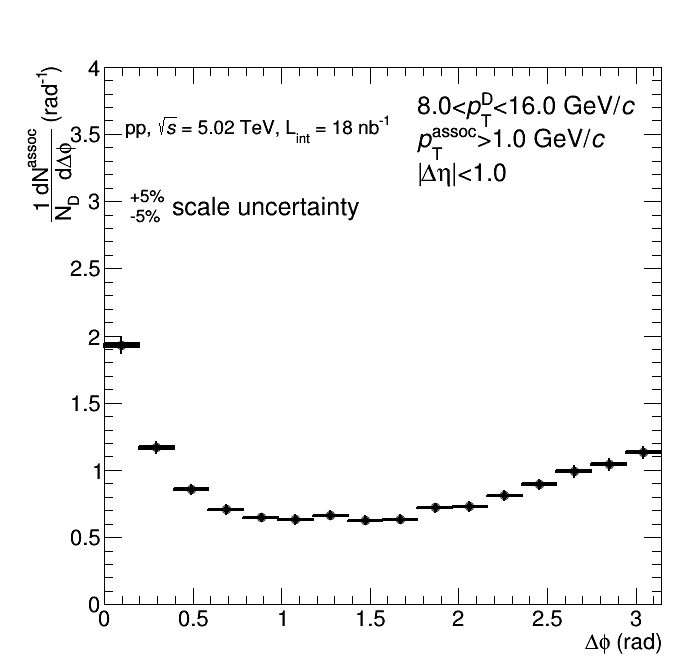 1 dN^assoc
N_D dΔϕ (rad⁻¹)
pp, √s = 5.02 TeV, L_int = 18 nb⁻¹
8.0<p_T^D<16.0 GeV/c
p_T^assoc>1.0 GeV/c
|Δη|<1.0
+5%
-5% scale uncertainty
4
3.5
3
2.5
2
1.5
1
0.5
0
0 0.5 1 1.5 2 2.5 3
Δϕ (rad)